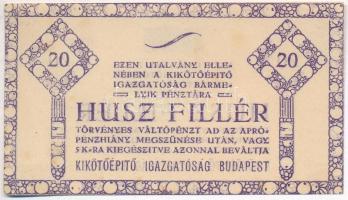 20
20
EZEN UTALVÁNY ELLE-
NÉBEN A KIKÖTŐÉPITŐ
IGAZGATÓSÁG BÁRME-
LYIK PÉNZTÁRA
HUSZ FILLÉR
TÖRVÉNYES VÁLTÓPÉNZT AD AZ APRÓ-
PÉNZHIÁNY MEGSZÜNÉSE UTÁN, VAGY
5 K-RA KIEGÉSZITVE AZONNAL BEVÁLTJA
KIKÖTŐÉPITŐ IGAZGATÓSÁG BUDAPEST